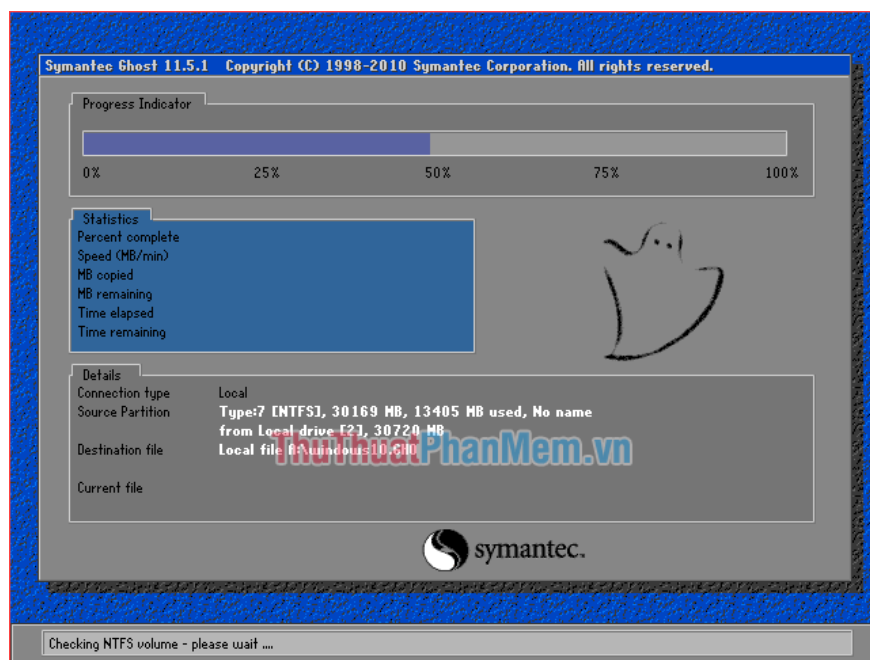 Symantec Ghost 11.5.1 Copyright (C) 1998-2010 Symantec Corporation. All rights reserved.
Progress Indicator
0% 25% 50% 75% 100%
Statistics
Percent complete
Speed (MB/min)
MB copied
MB remaining
Time elapsed
Time remaining
Details
Connection type Local
Source Partition Type:7 [NTFS], 30169 MB, 13405 MB used, No name
from Local drive [2], 30720 MB
Destination file Local file A:\windows10.GHO
ThuThuatPhanMem.vn
Current file
symantec.
Checking NTFS volume - please wait ....